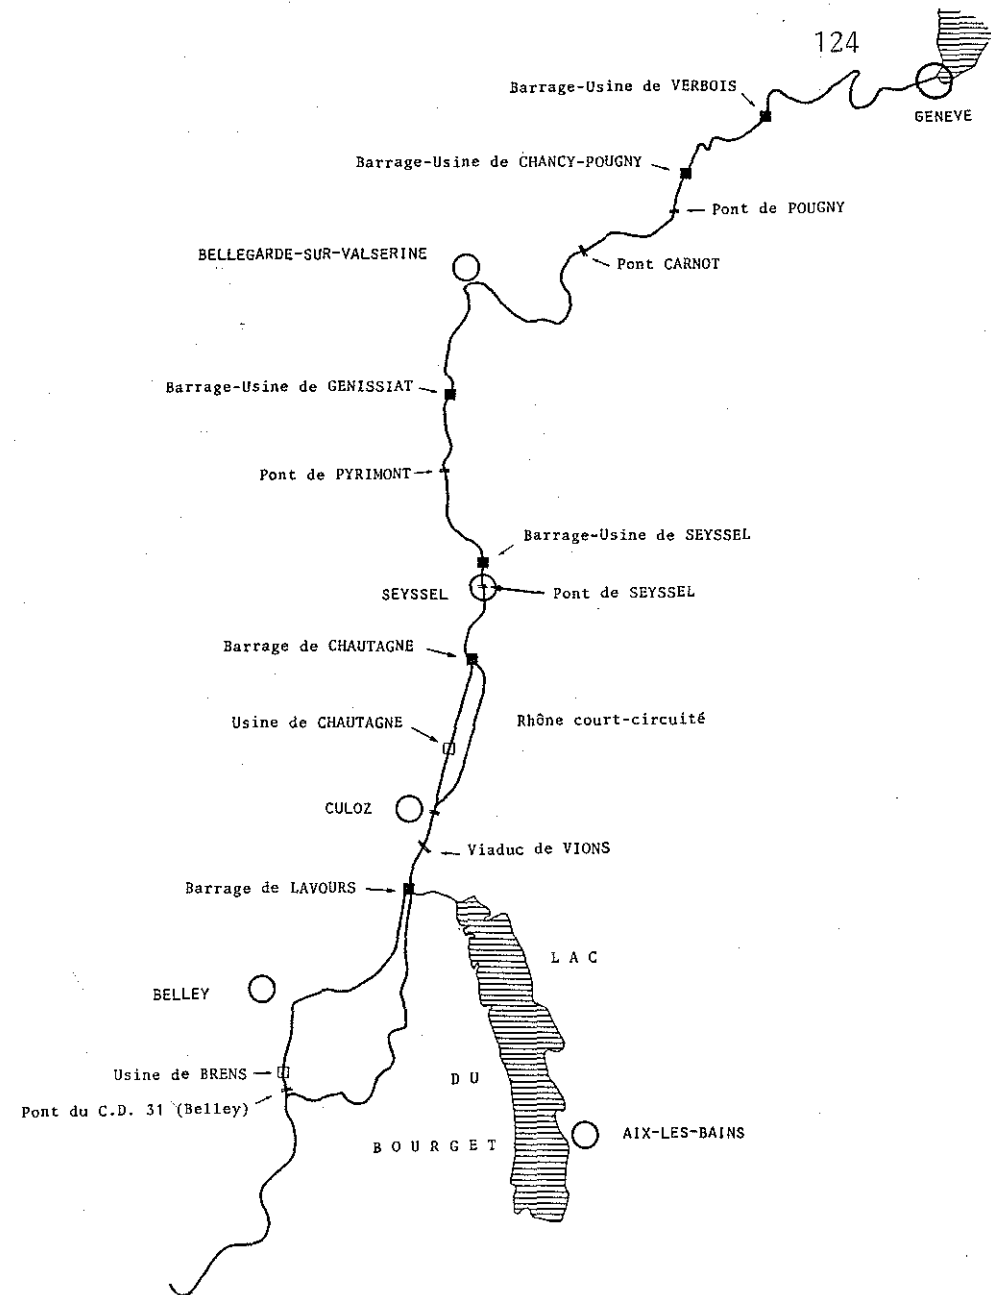 124
Barrage-Usine de VERBOIS
GENEVE
Barrage-Usine de CHANCY-POUGNY
Pont de POUGNY
BELLEGARDE-SUR-VALSERINE
Pont CARNOT
Barrage-Usine de GENISSIAT
Pont de PYRIMONT
Barrage-Usine de SEYSSEL
SEYSSEL
Pont de SEYSSEL
Barrage de CHAUTAGNE
Usine de CHAUTAGNE
Rhône court-circuité
CULOZ
Viaduc de VIONS
Barrage de LAVOURS
LAC
BELLEY
Usine de BRENS
DU
Pont du C.D. 31 (Belley)
BOURGET
AIX-LES-BAINS